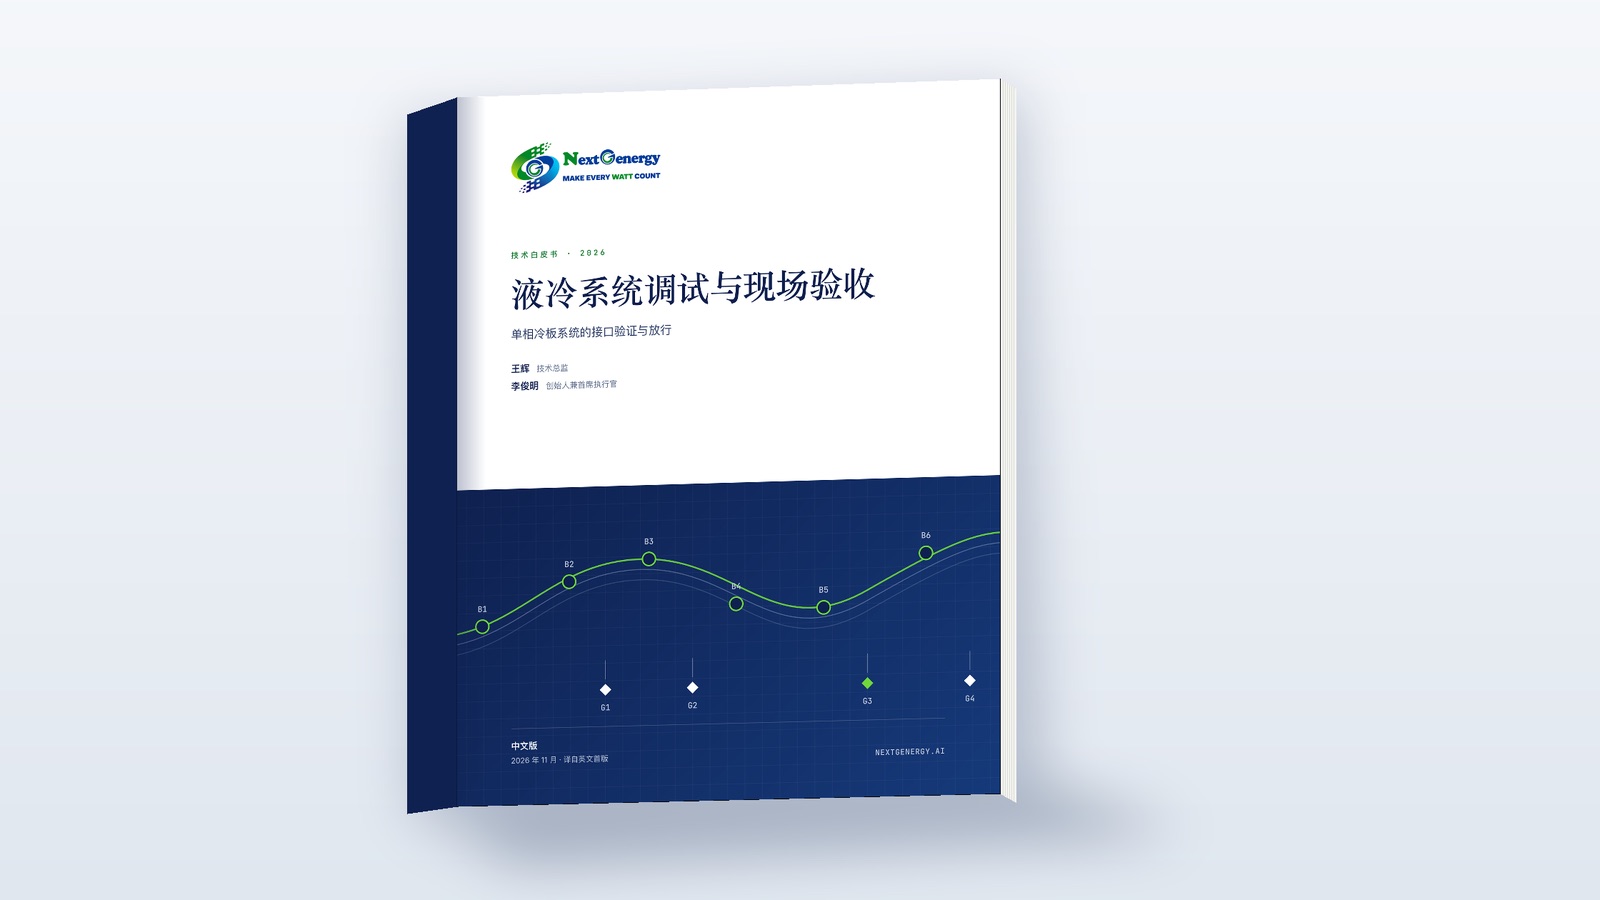 NextGenergy
MAKE EVERY WATT COUNT
技术白皮书 · 2026
液冷系统调试与现场验收
单相冷板系统的接口验证与放行
王辉 技术总监
李俊明 创始人兼首席执行官
B1
B2
B3
B4
B5
B6
G1
G2
G3
G4
中文版
2026 年 11 月 · 译自英文首版
NEXTGENERGY.AI